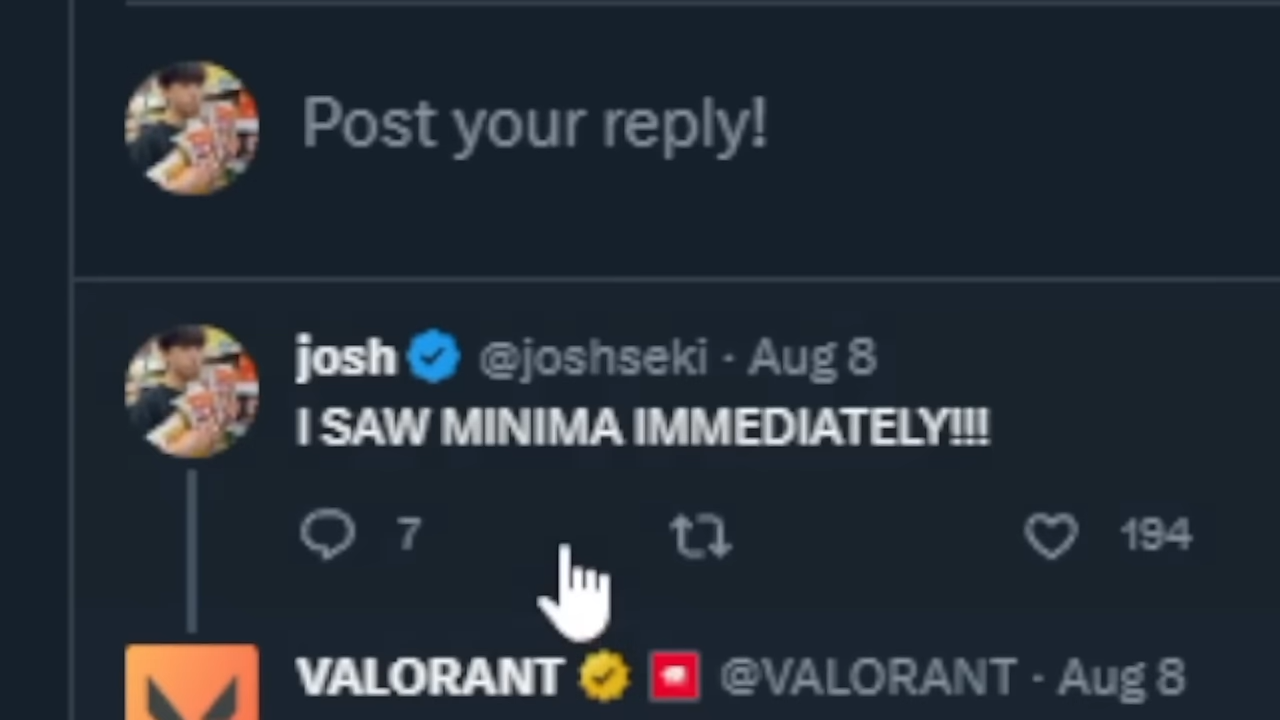 Post your reply!
josh @joshseki · Aug 8
I SAW MINIMA IMMEDIATELY!!!
7 194
VALORANT @VALORANT · Aug 8